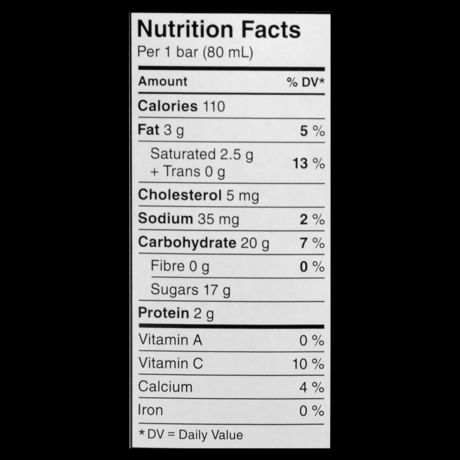 Nutrition Facts
Per 1 bar (80 mL)
Amount % DV*
Calories 110
Fat 3 g 5 %
Saturated 2.5 g
+ Trans 0 g 13 %
Cholesterol 5 mg
Sodium 35 mg 2 %
Carbohydrate 20 g 7 %
Fibre 0 g 0 %
Sugars 17 g
Protein 2 g
Vitamin A 0 %
Vitamin C 10 %
Calcium 4 %
Iron 0 %
* DV = Daily Value